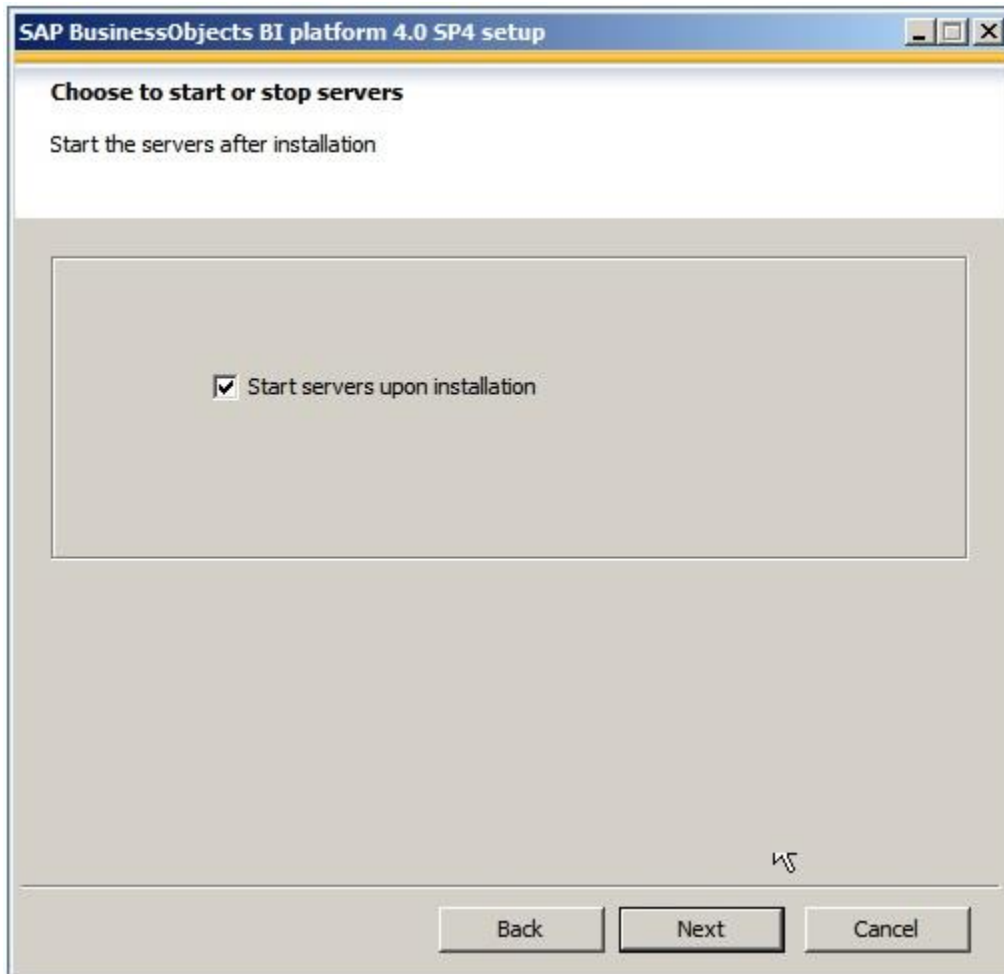 SAP BusinessObjects BI platform 4.0 SP4 setup
Choose to start or stop servers
Start the servers after installation
Start servers upon installation
Back Next Cancel